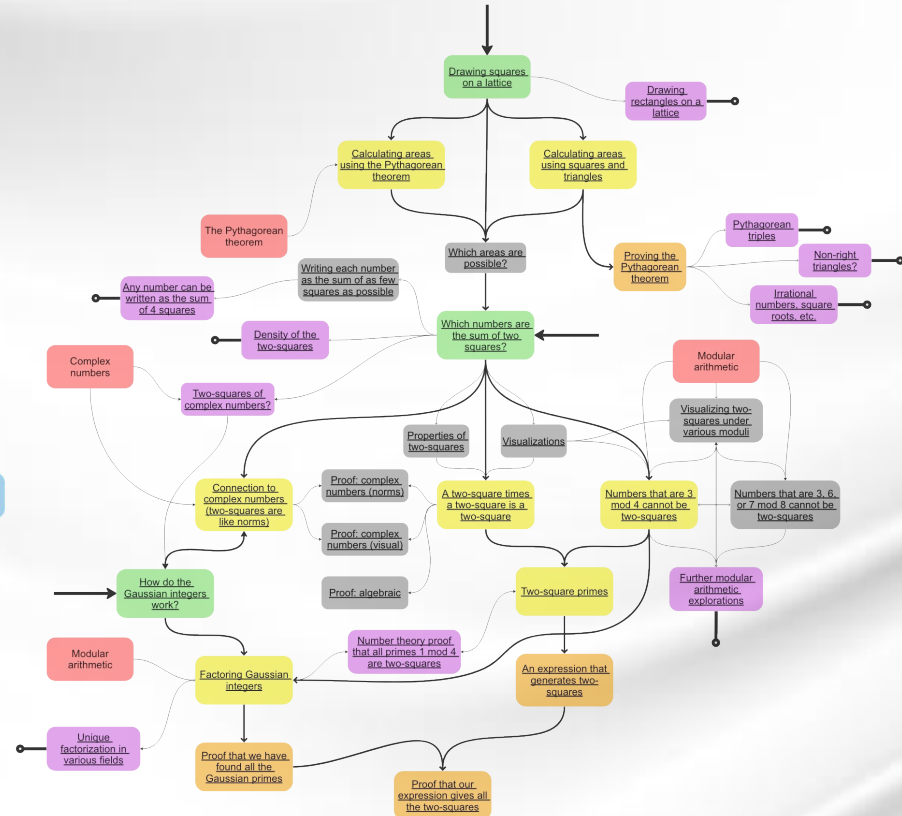 Drawing squares
on a lattice
Drawing
rectangles on a
lattice
Calculating areas
using the Pythagorean
theorem
Calculating areas
using squares and
triangles
The Pythagorean
theorem
Which areas are
possible?
Proving the
Pythagorean
theorem
Pythagorean
triples
Non-right
triangles?
Irrational
numbers, square
roots, etc.
Writing each number
as the sum of as few
squares as possible
Any number can be
written as the sum
of 4 squares
Density of the
two-squares
Which numbers are
the sum of two
squares?
Complex
numbers
Two-squares of
complex numbers?
Modular
arithmetic
Visualizing two-
squares under
various moduli
Properties of
two-squares
Visualizations
Connection to
complex numbers
(two-squares are
like norms)
Proof: complex
numbers (norms)
Proof: complex
numbers (visual)
Proof: algebraic
A two-square times
a two-square is a
two-square
Numbers that are 3
mod 4 cannot be
two-squares
Numbers that are 3, 6,
or 7 mod 8 cannot be
two-squares
How do the
Gaussian integers
work?
Two-square primes
Further modular
arithmetic
explorations
Modular
arithmetic
Number theory proof
that all primes 1 mod 4
are two-squares
Factoring Gaussian
integers
An expression that
generates two-
squares
Unique
factorization in
various fields
Proof that we have
found all the
Gaussian primes
Proof that our
expression gives all
the two-squares